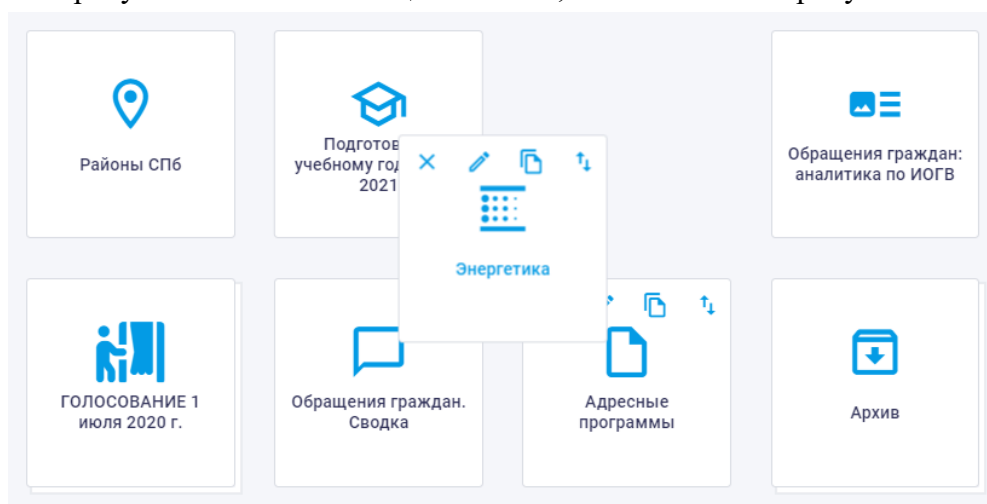 Районы СПб
Подготов
учебному го
2021
Обращения граждан:
аналитика по ИОГВ
Энергетика
ГОЛОСОВАНИЕ 1
июля 2020 г.
Обращения граждан.
Сводка
Адресные
программы
Архив